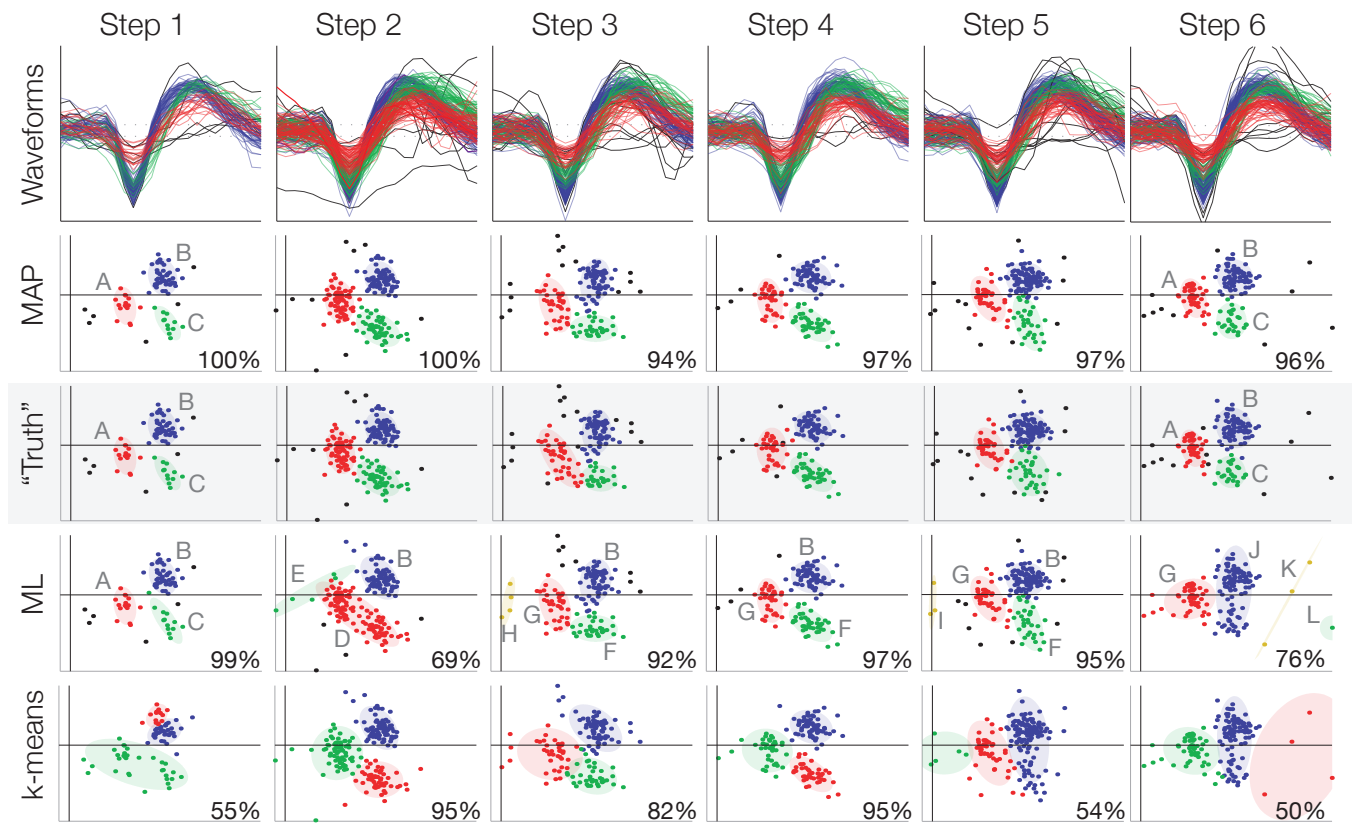 Step 1 Step 2 Step 3 Step 4 Step 5 Step 6
Waveforms
MAP
A B C 100%
100%
94%
97%
97%
A B C 96%
"Truth"
A B C
A B C
ML
A B C 99%
E B D 69%
B H G F 92%
B G F 97%
G B I F 95%
J G K L 76%
k-means
55%
95%
82%
95%
54%
50%